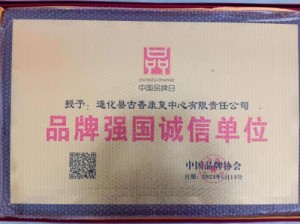 中国品牌日
授予：通化县古香康复中心有限责任公司
品牌强国诚信单位
中国品牌协会